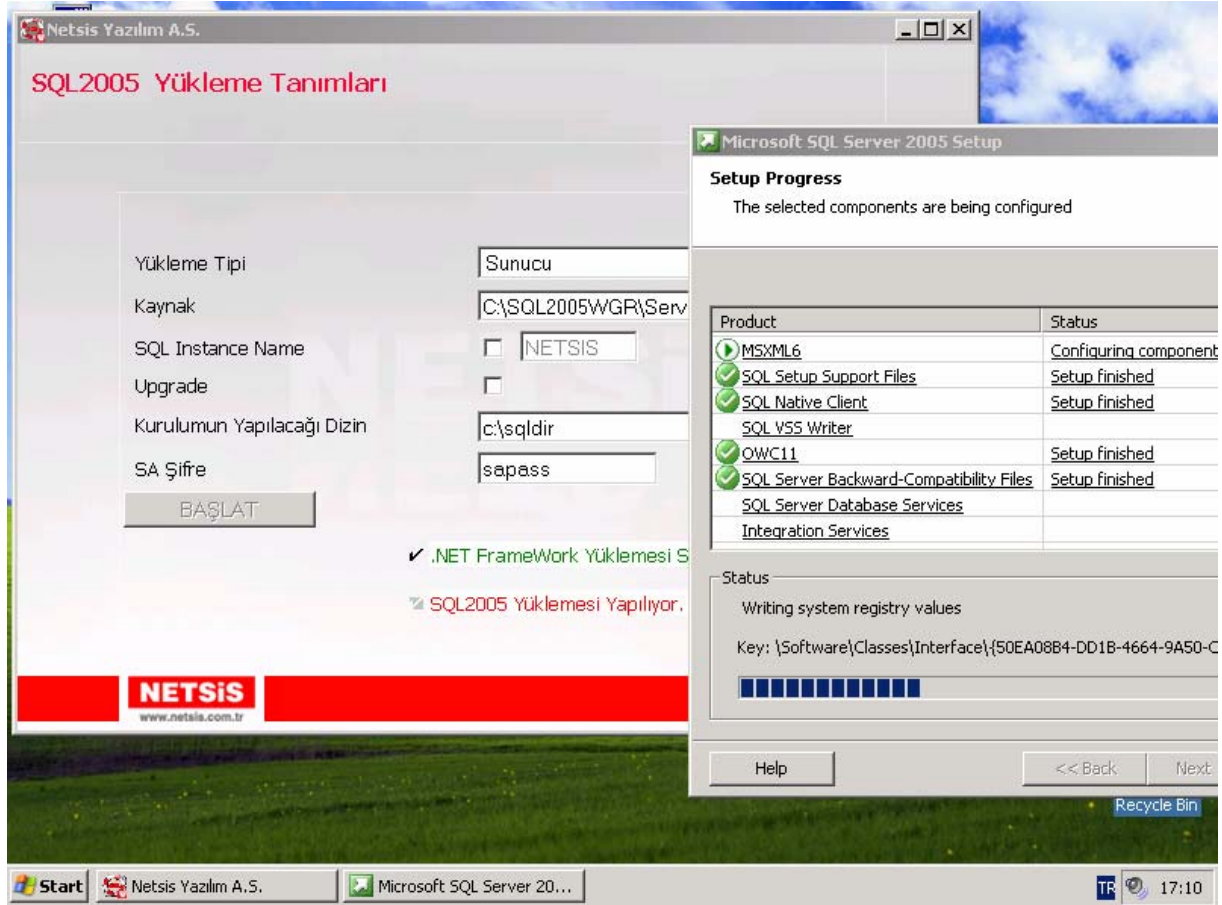 Netsis Yazılım A.S.
SQL2005 Yükleme Tanımları
Yükleme Tipi
Sunucu
Kaynak
C:\SQL2005WGR\Serv
SQL Instance Name
NETSIS
Upgrade
Kurulumun Yapılacağı Dizin
c:\sqldir
SA Şifre
sapass
BAŞLAT
.NET FrameWork Yüklemesi S
SQL2005 Yüklemesi Yapılıyor.
NETSiS
www.netsis.com.tr
Microsoft SQL Server 2005 Setup
Setup Progress
The selected components are being configured
Product Status
MSXML6 Configuring component
SQL Setup Support Files Setup finished
SQL Native Client Setup finished
SQL VSS Writer
OWC11 Setup finished
SQL Server Backward-Compatibility Files Setup finished
SQL Server Database Services
Integration Services
Status
Writing system registry values
Key: \Software\Classes\Interface\{50EA08B4-DD1B-4664-9A50-C
Help
<< Back
Next
Recycle Bin
Start
Netsis Yazılım A.S.
Microsoft SQL Server 20...
TR
17:10